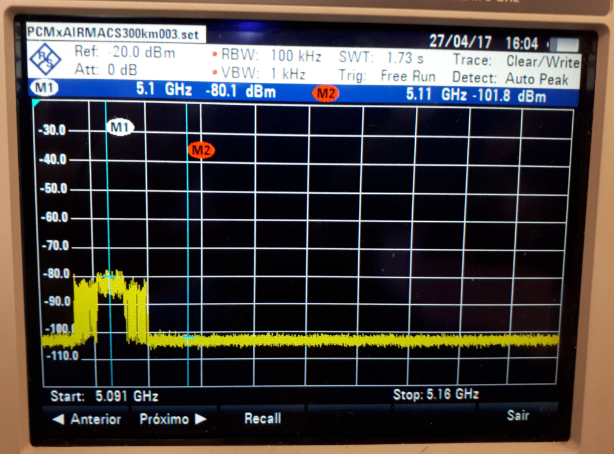 PCMxAIRMACS300km003.set 27/04/17 16:04
Ref: -20.0 dBm • RBW: 100 kHz SWT: 1.73 s Trace: Clear/Write
Att: 0 dB • VBW: 1 kHz Trig: Free Run Detect: Auto Peak
M1 5.1 GHz -80.1 dBm M2 5.11 GHz -101.8 dBm
M1
-30.0
M2
-40.0
-50.0
-60.0
-70.0
-80.0
-90.0
-100.0
-110.0
Start: 5.091 GHz Stop: 5.16 GHz
◀ Anterior Próximo ▶ Recall Sair